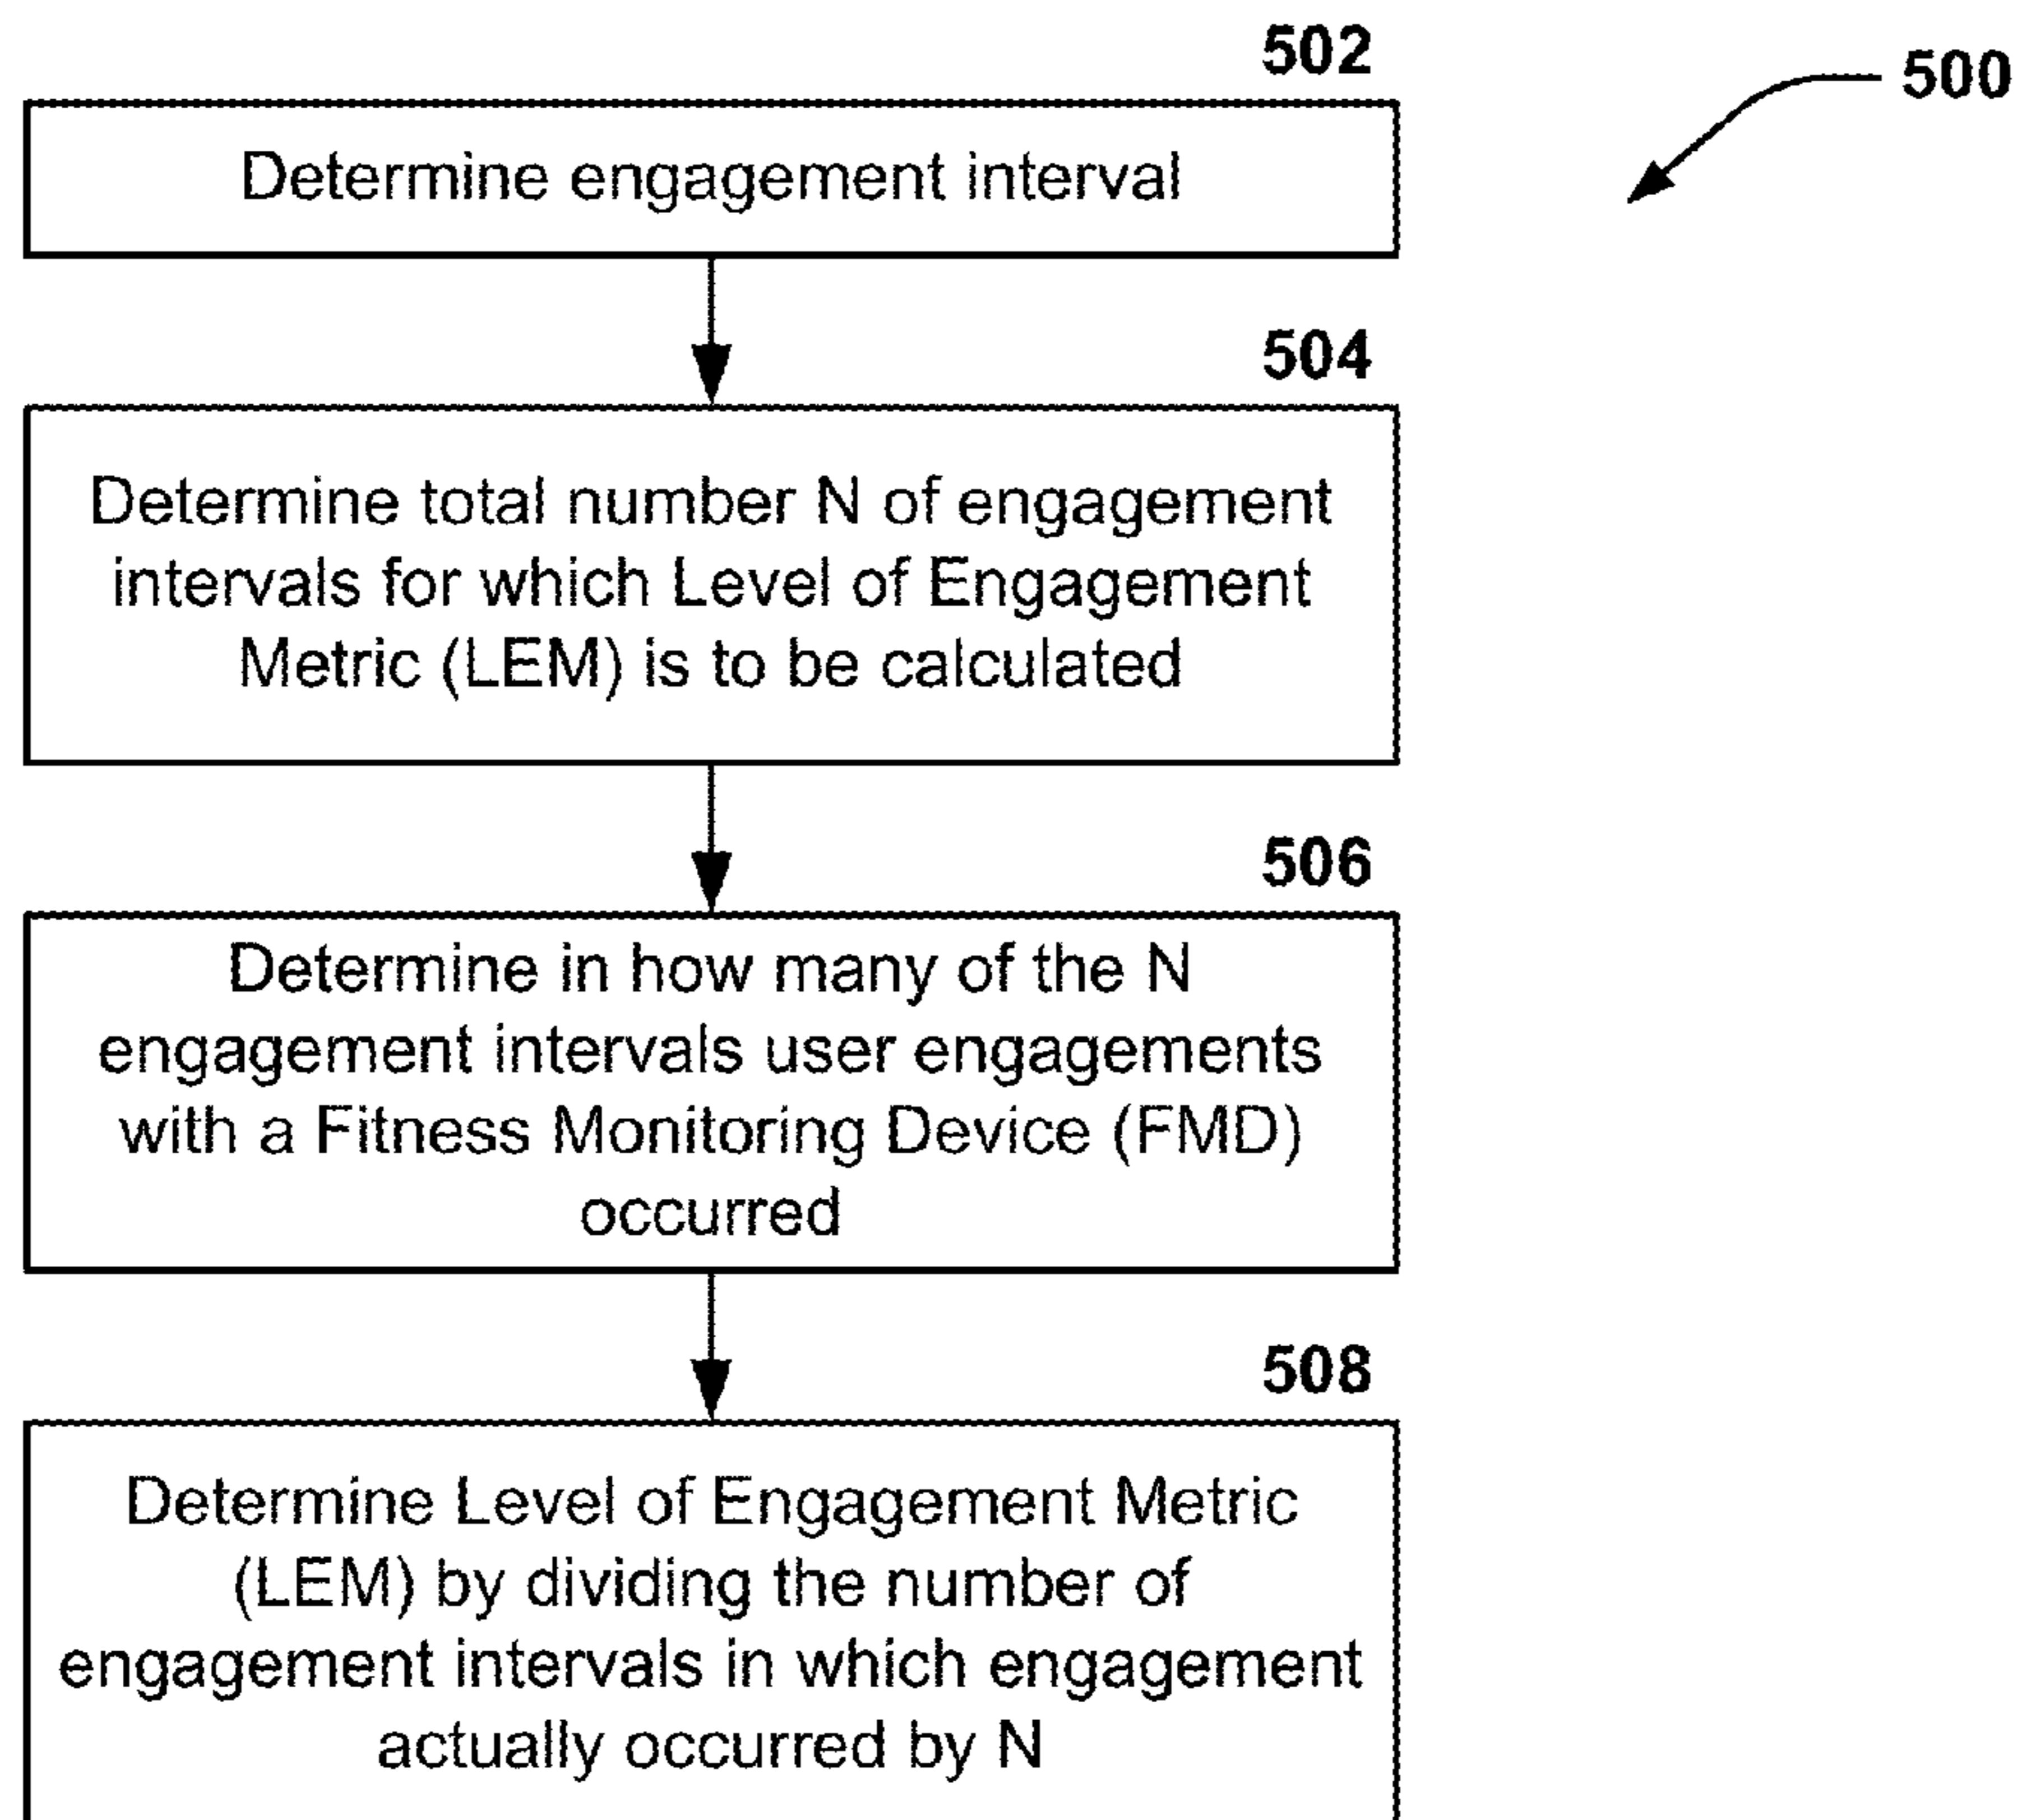 502
500
Determine engagement interval
504
Determine total number N of engagement
intervals for which Level of Engagement
Metric (LEM) is to be calculated
506
Determine in how many of the N
engagement intervals user engagements
with a Fitness Monitoring Device (FMD)
occurred
508
Determine Level of Engagement Metric
(LEM) by dividing the number of
engagement intervals in which engagement
actually occurred by N